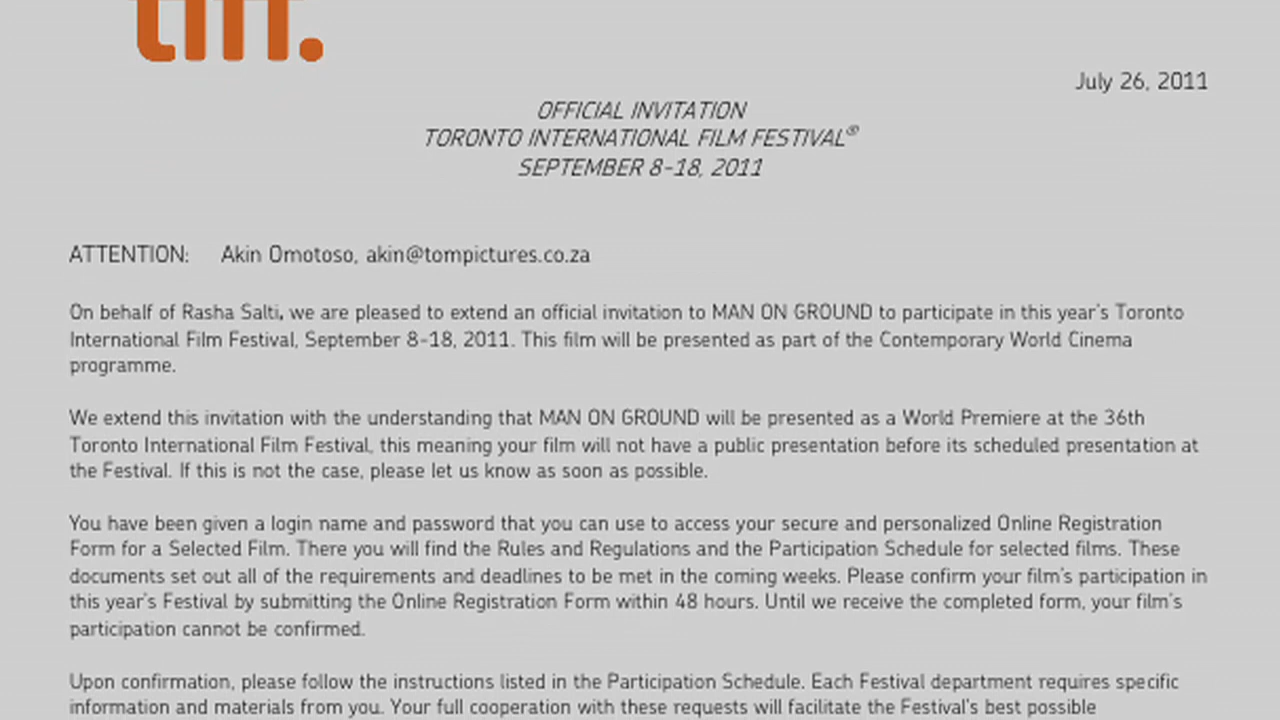 tiff.
July 26, 2011
OFFICIAL INVITATION
TORONTO INTERNATIONAL FILM FESTIVAL®
SEPTEMBER 8-18, 2011
ATTENTION: Akin Omotoso, akin@tompictures.co.za
On behalf of Rasha Salti, we are pleased to extend an official invitation to MAN ON GROUND to participate in this year's Toronto
International Film Festival, September 8-18, 2011. This film will be presented as part of the Contemporary World Cinema
programme.
We extend this invitation with the understanding that MAN ON GROUND will be presented as a World Premiere at the 36th
Toronto International Film Festival, this meaning your film will not have a public presentation before its scheduled presentation at
the Festival. If this is not the case, please let us know as soon as possible.
You have been given a login name and password that you can use to access your secure and personalized Online Registration
Form for a Selected Film. There you will find the Rules and Regulations and the Participation Schedule for selected films. These
documents set out all of the requirements and deadlines to be met in the coming weeks. Please confirm your film's participation in
this year's Festival by submitting the Online Registration Form within 48 hours. Until we receive the completed form, your film's
participation cannot be confirmed.
Upon confirmation, please follow the instructions listed in the Participation Schedule. Each Festival department requires specific
information and materials from you. Your full cooperation with these requests will facilitate the Festival's best possible